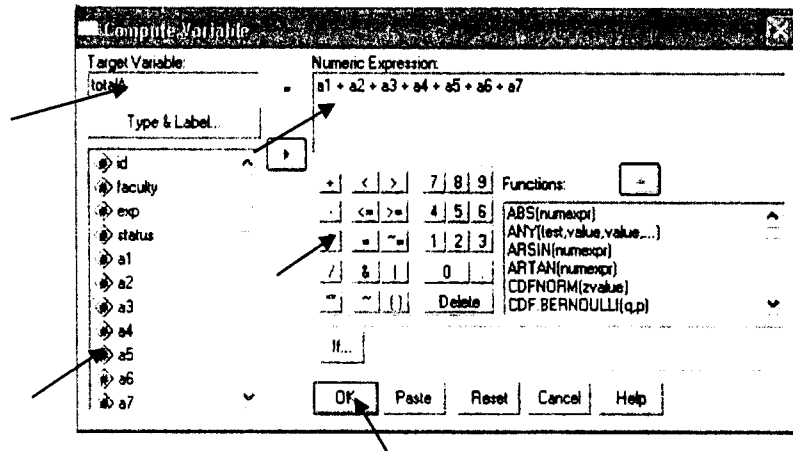 Compute Variable
Target Variable:
totalA
=
Numeric Expression:
a1 + a2 + a3 + a4 + a5 + a6 + a7
Type & Label...
id
faculty
exp
status
a1
a2
a3
a4
a5
a6
a7
+ < > 7 8 9
- <= >= 4 5 6
= ~= 1 2 3
/ & | 0 .
** ~ () Delete
Functions:
ABS(numexpr)
ANY(test,value,value,...)
ARSIN(numexpr)
ARTAN(numexpr)
CDFNORM(zvalue)
CDF.BERNOULLI(q,p)
If...
OK Paste Reset Cancel Help